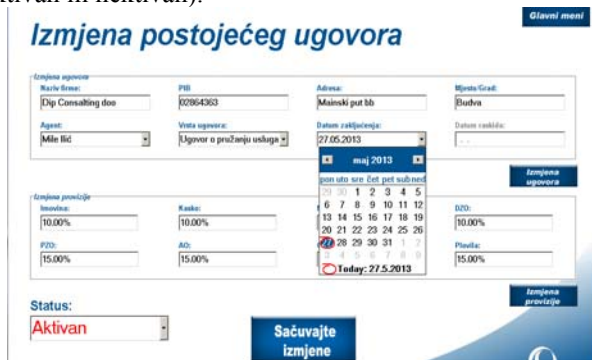 Glavni meni
Izmjena postojećeg ugovora
Izmjena ugovora
Naziv firme: PIB Adresa: Mjesto/Grad:
Dip Consalting doo 02864363 Mainski put bb Budva
Agent: Vrsta ugovora: Datum zaključenja: Datum raskida:
Mile Ilić Ugovor o pružanju usluga 27.05.2013 . .
maj 2013
Izmjena
ugovora
pon uto sre čet pet sub ned
29 30 1 2 3 4 5
Izmjena provizije
Imovina: Kasko: DZO:
6 7 8 9 10 11 12
10.00% 10.00% 10.00%
13 14 15 16 17 18 19
20 21 22 23 24 25 26
PZO: AO: Plovila:
27 28 29 30 31 1 2
15.00% 15.00% 15.00%
3 4 5 6 7 8 9
Today: 27.5.2013
Izmjena
provizije
Status:
Aktivan
Sačuvajte
izmjene